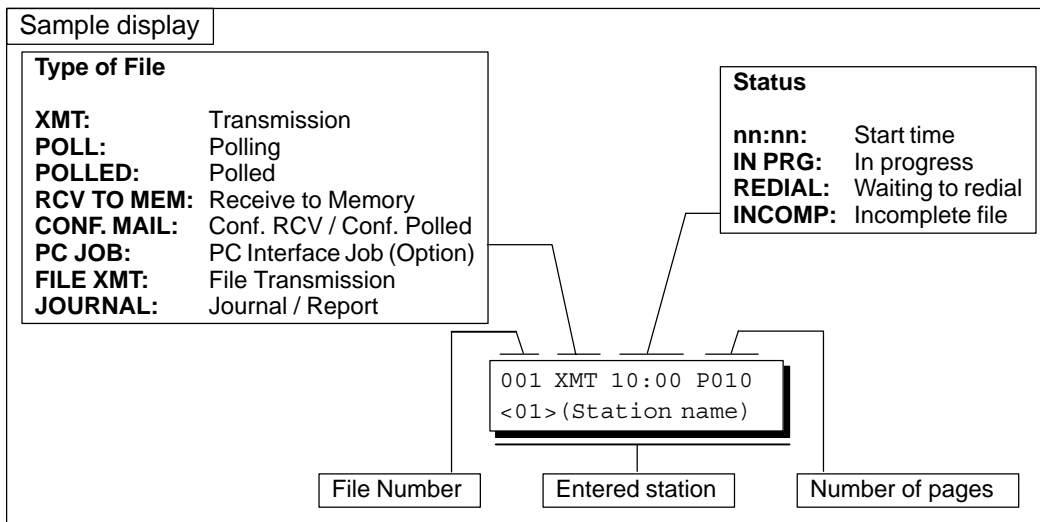 Sample display
Type of File
XMT: Transmission
POLL: Polling
POLLED: Polled
RCV TO MEM: Receive to Memory
CONF. MAIL: Conf. RCV / Conf. Polled
PC JOB: PC Interface Job (Option)
FILE XMT: File Transmission
JOURNAL: Journal / Report
Status
nn:nn: Start time
IN PRG: In progress
REDIAL: Waiting to redial
INCOMP: Incomplete file
001 XMT 10:00 P010
<01>(Station name)
File Number
Entered station
Number of pages